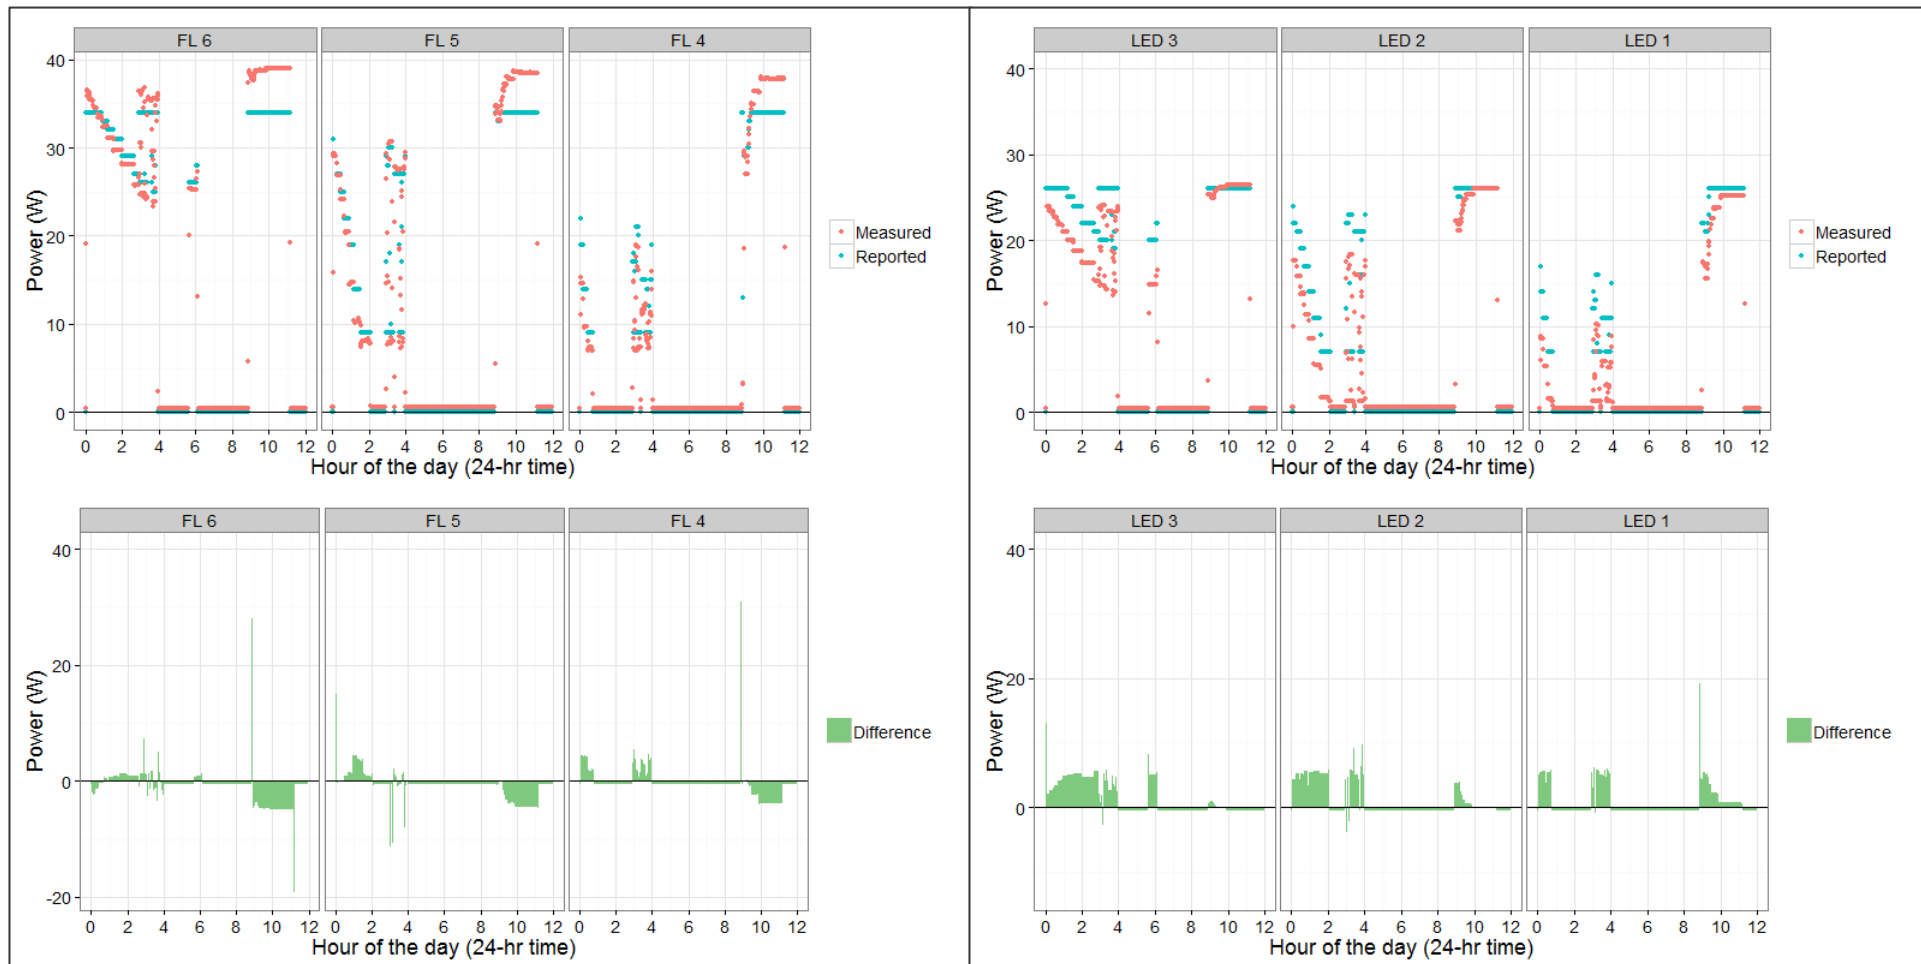 FL 6 FL 5 FL 4
40
30
20
10
0
Power (W)
0 2 4 6 8 10 12 0 2 4 6 8 10 12 0 2 4 6 8 10 12
Hour of the day (24-hr time)
Measured
Reported
LED 3 LED 2 LED 1
40
30
20
10
0
Power (W)
0 2 4 6 8 10 12 0 2 4 6 8 10 12 0 2 4 6 8 10 12
Hour of the day (24-hr time)
Measured
Reported
FL 6 FL 5 FL 4
40
20
0
-20
Power (W)
0 2 4 6 8 10 12 0 2 4 6 8 10 12 0 2 4 6 8 10 12
Hour of the day (24-hr time)
Difference
LED 3 LED 2 LED 1
40
20
0
Power (W)
0 2 4 6 8 10 12 0 2 4 6 8 10 12 0 2 4 6 8 10 12
Hour of the day (24-hr time)
Difference